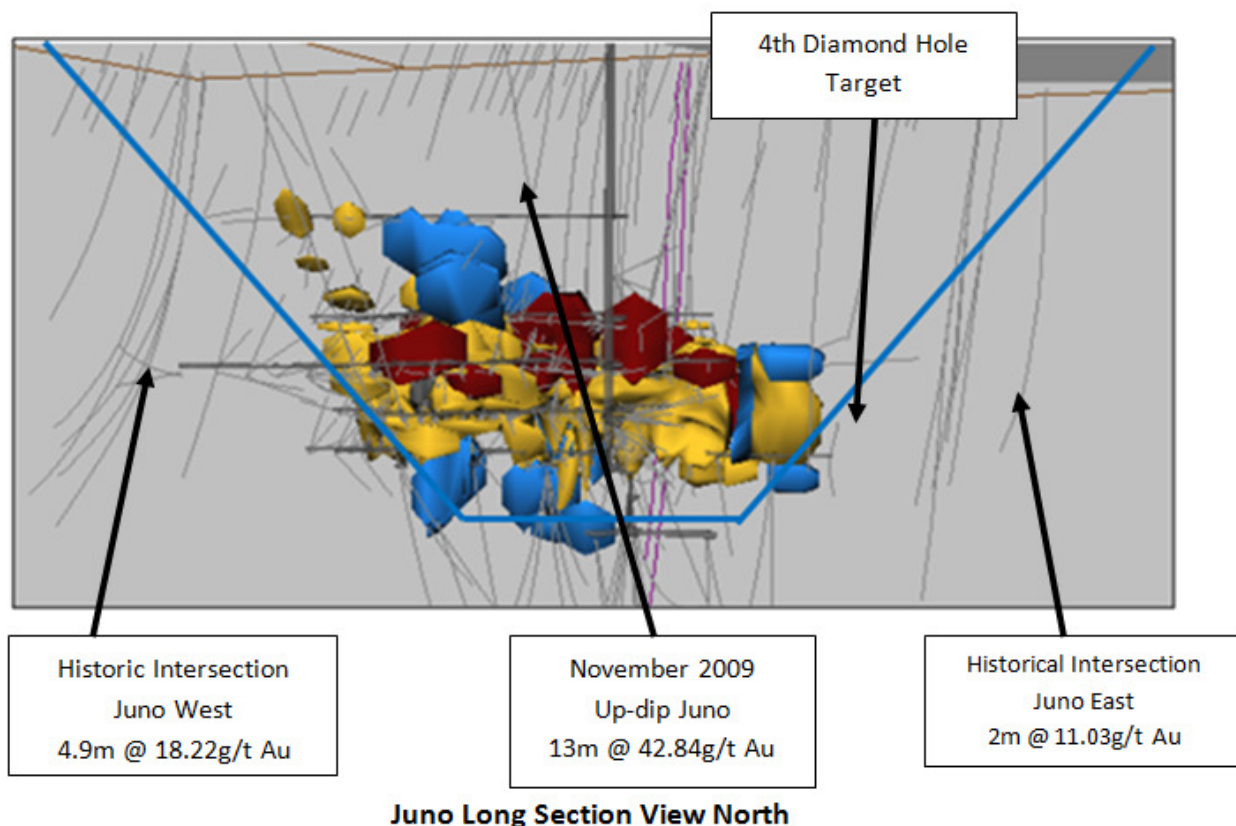 4th Diamond Hole
Target
Historic Intersection
Juno West
4.9m @ 18.22g/t Au
November 2009
Up-dip Juno
13m @ 42.84g/t Au
Historical Intersection
Juno East
2m @ 11.03g/t Au
Juno Long Section View North